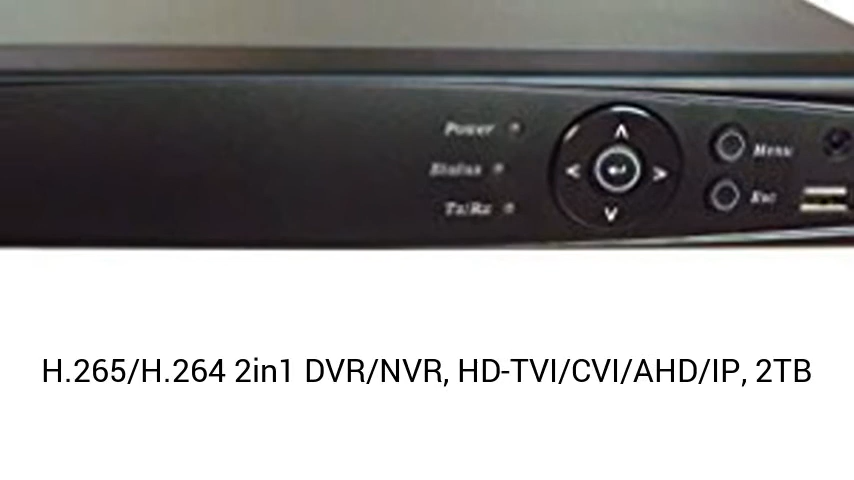 Power
Status
Tx/Rx
Menu
Esc
H.265/H.264 2in1 DVR/NVR, HD-TVI/CVI/AHD/IP, 2TB